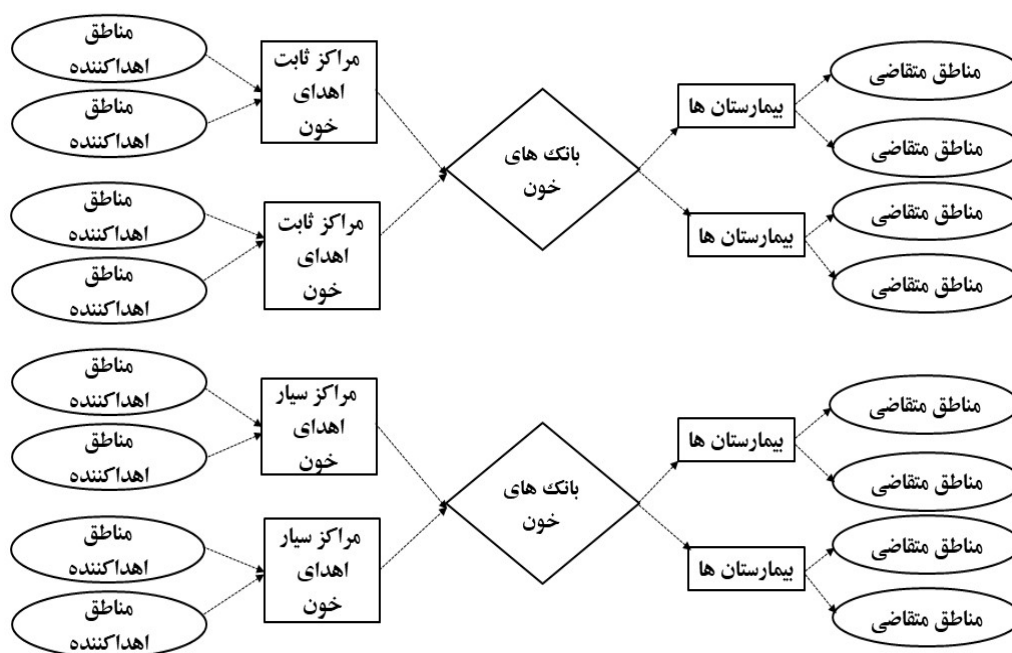 مناطق
اهداکننده
مناطق
اهداکننده
مراکز ثابت
اهدای
خون
مناطق
اهداکننده
مناطق
اهداکننده
مراکز ثابت
اهدای
خون
بانک های
خون
بیمارستان ها
مناطق متقاضی
مناطق متقاضی
بیمارستان ها
مناطق متقاضی
مناطق متقاضی
مناطق
اهداکننده
مناطق
اهداکننده
مراکز سیار
اهدای
خون
مناطق
اهداکننده
مناطق
اهداکننده
مراکز سیار
اهدای
خون
بانک های
خون
بیمارستان ها
مناطق متقاضی
مناطق متقاضی
بیمارستان ها
مناطق متقاضی
مناطق متقاضی